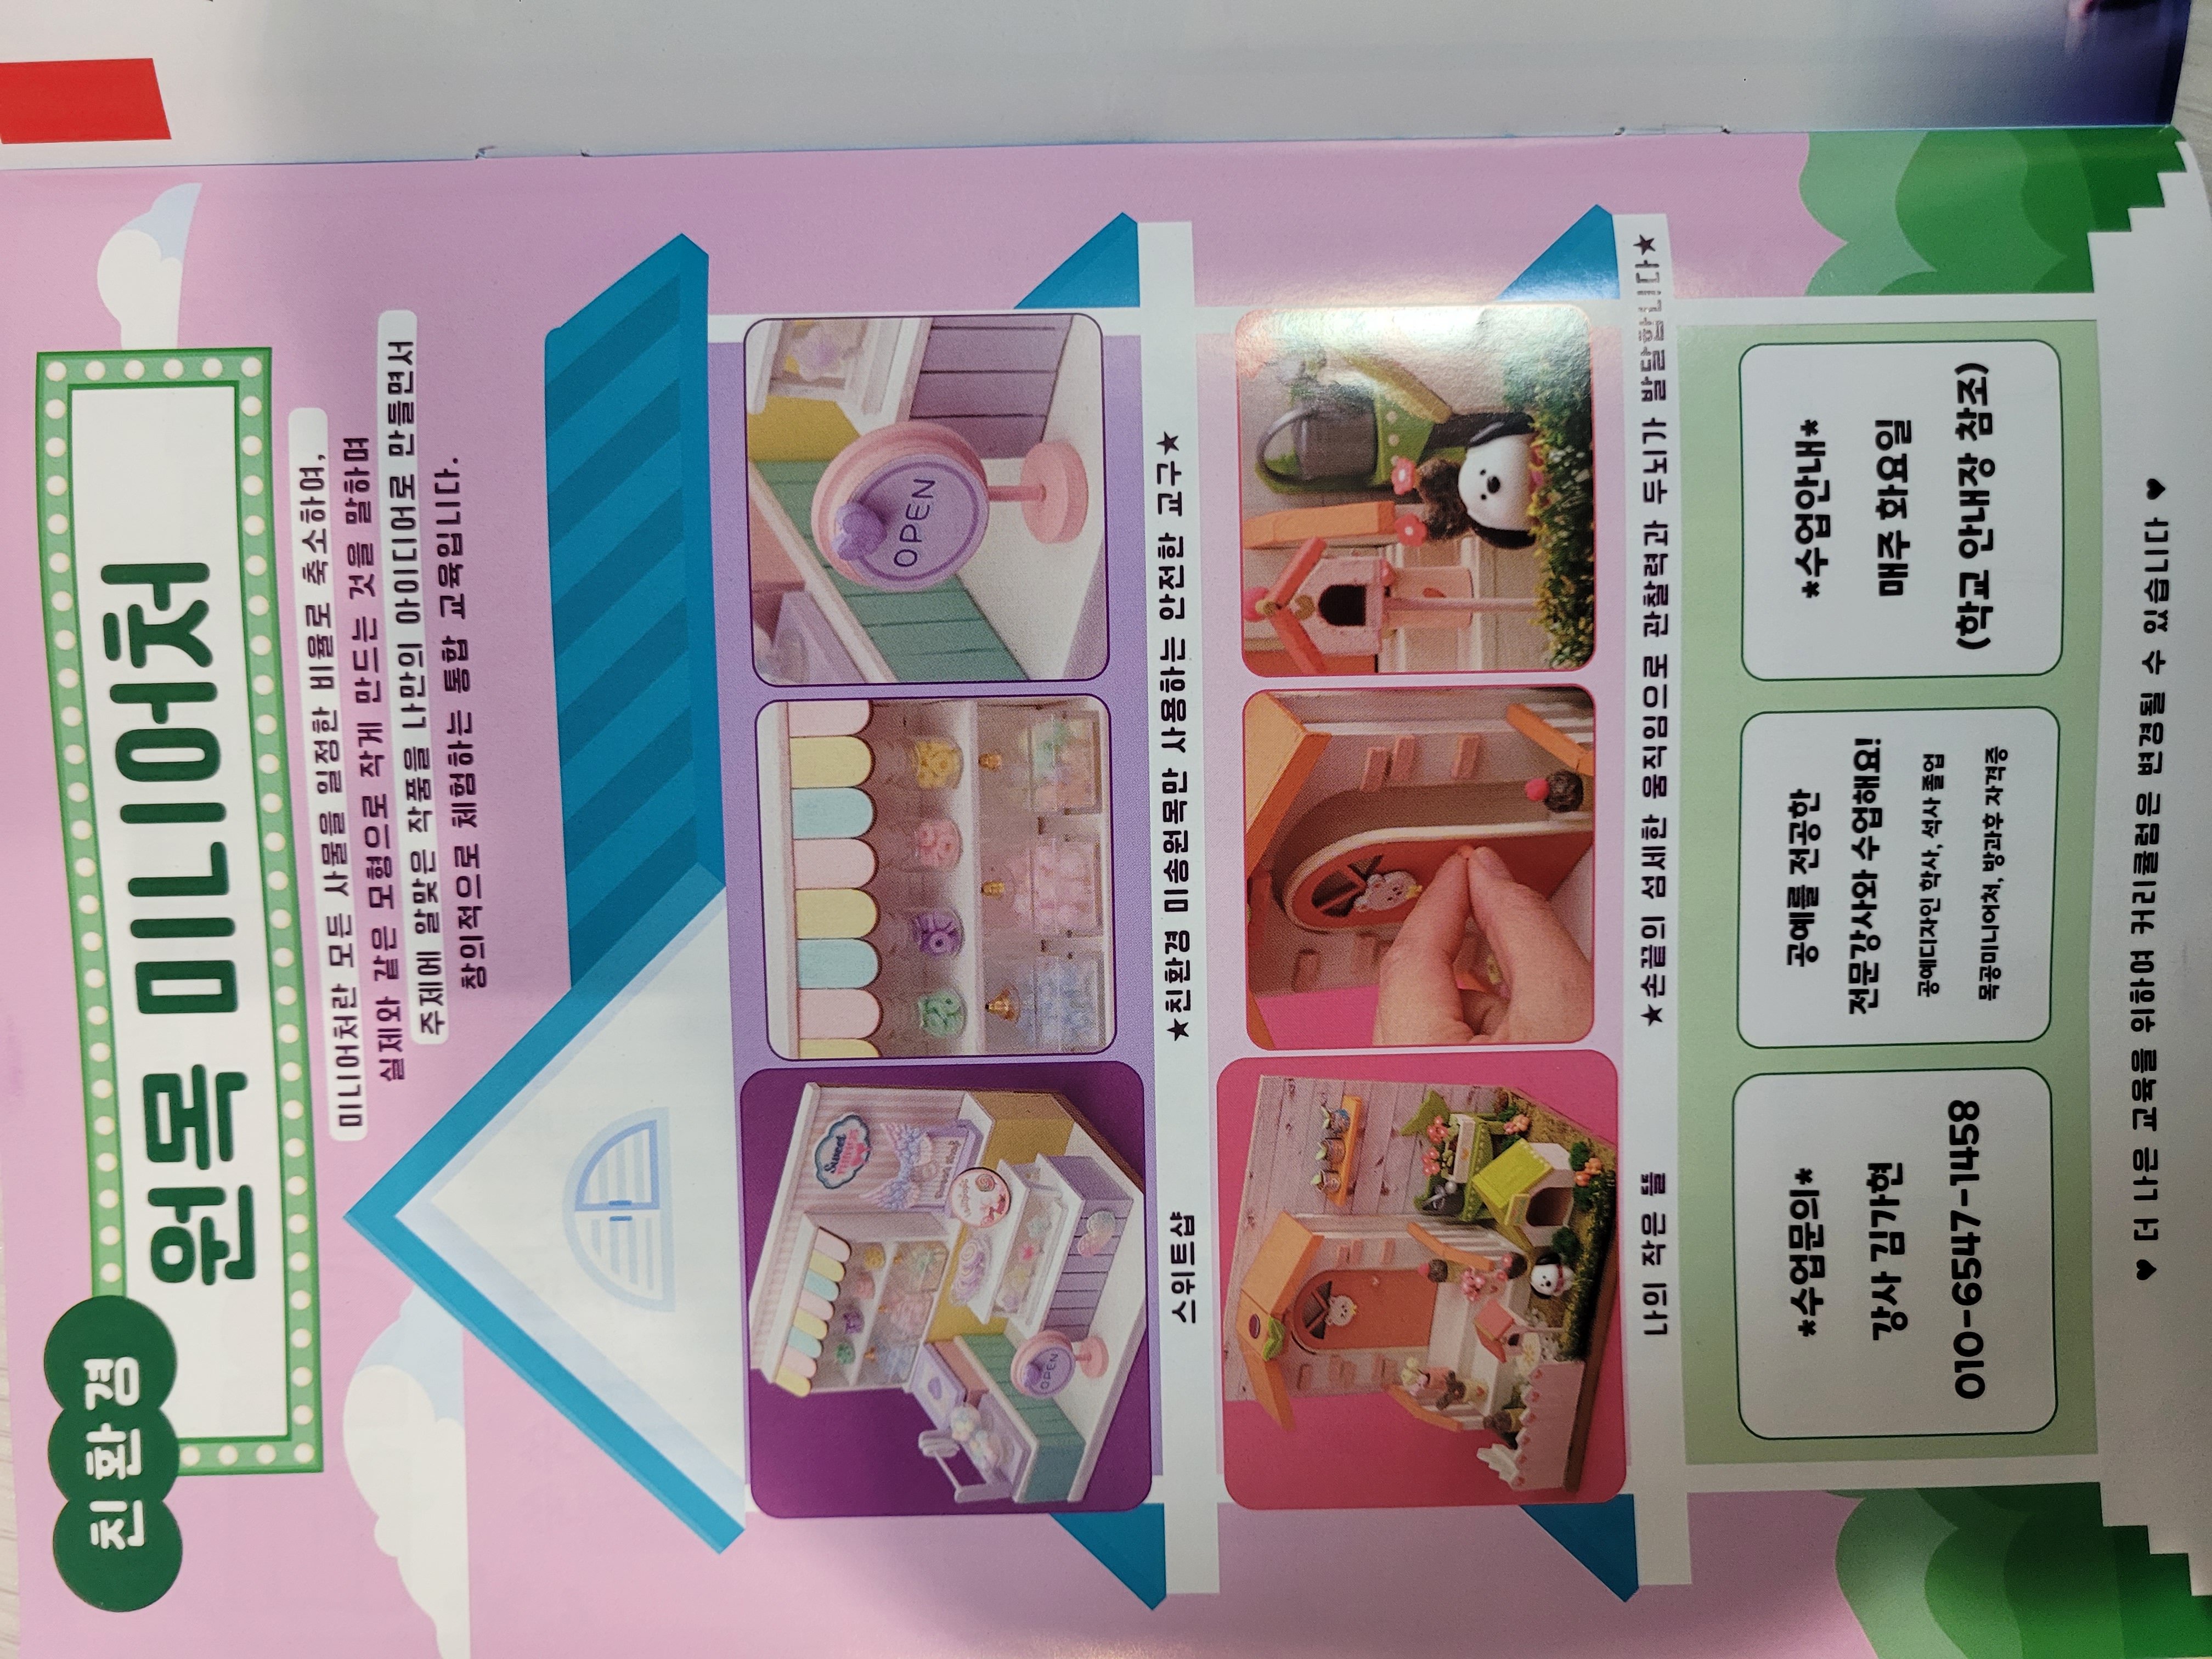 친환경
원목 미니어처
미니어처란 모든 사물을 일정한 비율로 축소하여,
실제와 같은 모형으로 작게 만드는 것을 말하며
주제에 알맞은 작품을 나만의 아이디어로 만들면서
창의적으로 체험하는 통합 교육입니다.
Sweet
THINGS
Sweet Shop
Lollipops
OPEN
OPEN
스위트샵
★친환경 미송원목만 사용하는 안전한 교구★
나의 작은 뜰
★손끝의 섬세한 움직임으로 관찰력과 두뇌가 발달합니다★
*수업문의*
강사 김가현
010-6547-1458
공예를 전공한
전문강사와 수업해요!
공예디자인 학사, 석사 졸업
목공미니어처, 방과후 자격증
*수업안내*
매주 화요일
(학교 안내장 참조)
♥ 더 나은 교육을 위하여 커리큘럼은 변경될 수 있습니다 ♥